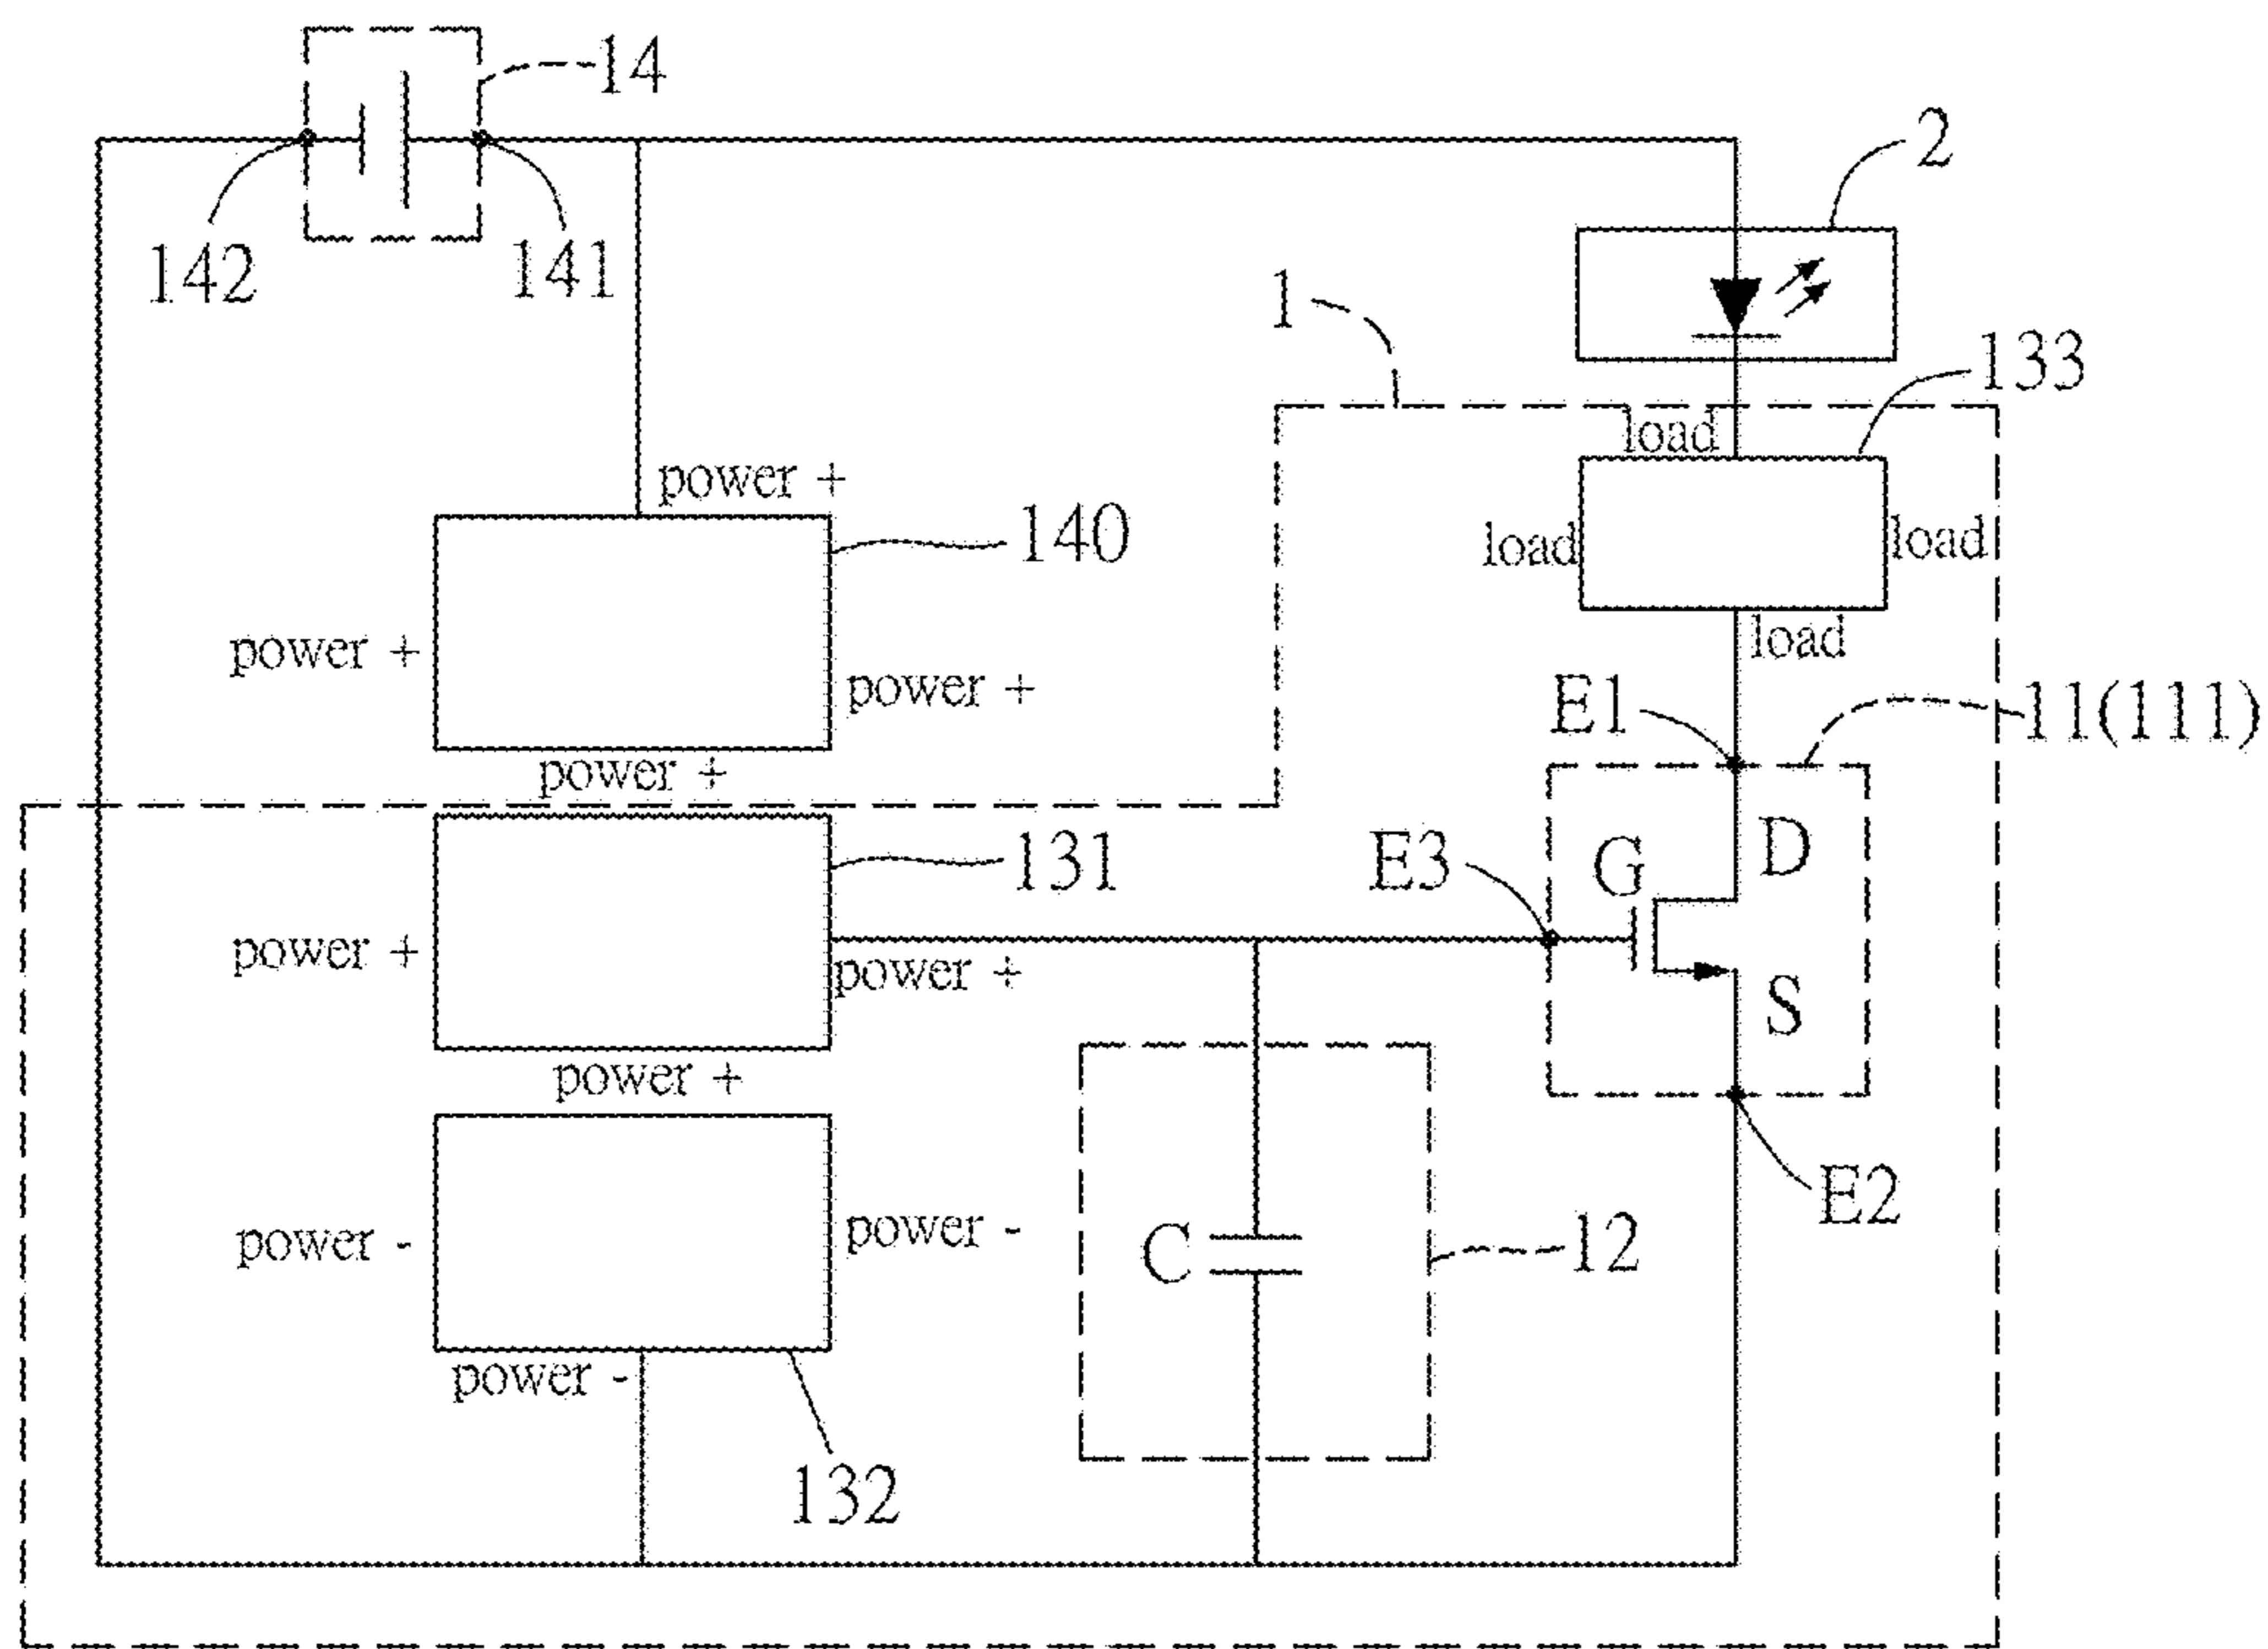 14
2
142
141
1
133
load
power +
140
load
load
power +
load
power +
E1
11(111)
power +
131
E3
G
D
power +
power +
S
power +
E2
power -
power -
C
12
power -
132